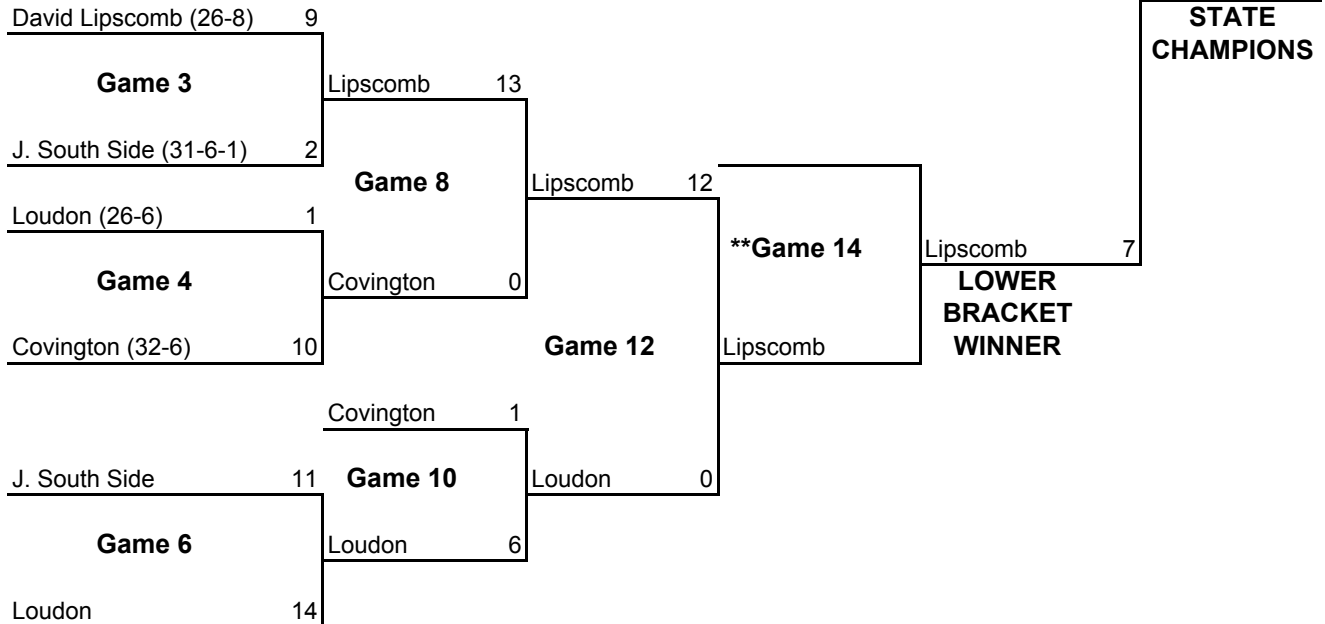 David Lipscomb (26-8) 9
STATE
CHAMPIONS
Game 3
Lipscomb 13
J. South Side (31-6-1) 2
Game 8
Lipscomb 12
Loudon (26-6) 1
**Game 14
Lipscomb 7
Game 4
Covington 0
LOWER
BRACKET
WINNER
Covington (32-6) 10
Game 12
Lipscomb
Covington 1
J. South Side 11
Game 10
Loudon 0
Game 6
Loudon 6
Loudon 14